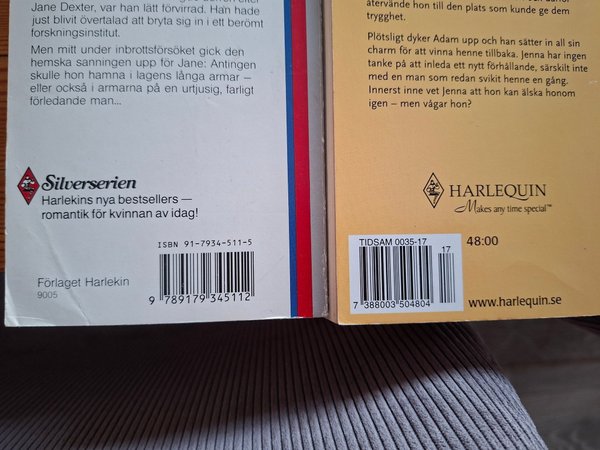 Jane Dexter, var han lätt förvirrad. Han hade
just blivit övertalad att bryta sig in i ett berömt
forskningsinstitut.
Men mitt under inbrottsförsöket gick den
hemska sanningen upp för Jane: Antingen
skulle hon hamna i lagens långa armar –
eller också i armarna på en urtjusig, farligt
förledande man...
Silverserien
Harlekins nya bestsellers —
romantik för kvinnan av idag!
ISBN 91-7934-511-5
Förlaget Harlekin
9005
9 789179 345112
återvände hon till den plats som kunde ge dem
trygghet.
Plötsligt dyker Adam upp och han sätter in all sin
charm för att vinna henne tillbaka. Jenna har ingen
tanke på att inleda ett nytt förhållande, särskilt inte
med en man som redan svikit henne en gång.
Innerst inne vet Jenna att hon kan älska honom
igen – men vågar hon?
HARLEQUIN
Makes any time special™
TIDSAM 0035-17
17
7 388003 504804
48:00
www.harlequin.se